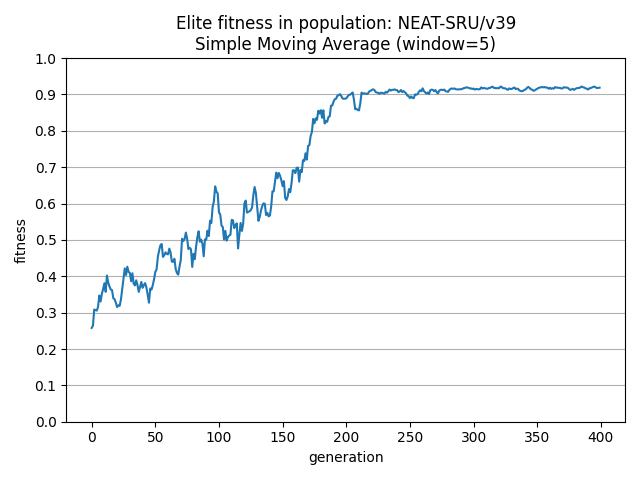 Elite fitness in population: NEAT-SRU/v39
Simple Moving Average (window=5)
1.0
0.9
0.8
0.7
0.6
0.5
0.4
0.3
0.2
0.1
0.0
fitness
0 50 100 150 200 250 300 350 400
generation